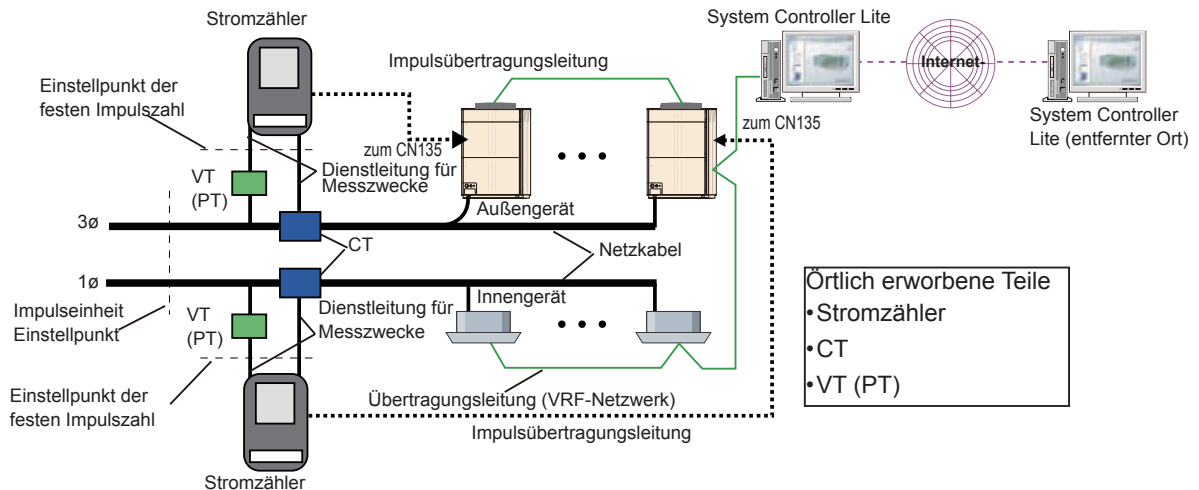 Stromzähler
System Controller Lite
Impulsübertragungsleitung
Internet-
Einstellpunkt der
festen Impulszahl
zum CN135
zum CN135
System Controller
Lite (entfernter Ort)
VT
(PT)
Dienstleitung für
Messzwecke
Außengerät
3ø
CT
Netzkabel
1ø
Impulseinheit
Einstellpunkt
VT
(PT)
Dienstleitung für
Messzwecke
Innengerät
Örtlich erworbene Teile
•Stromzähler
•CT
•VT (PT)
Einstellpunkt der
festen Impulszahl
Übertragungsleitung (VRF-Netzwerk)
Impulsübertragungsleitung
Stromzähler